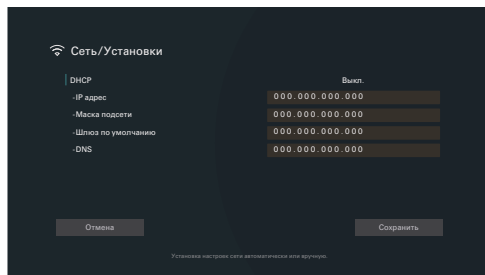 Сеть/Установки
DHCP Выкл.
-IP адрес 000.000.000.000
-Маска подсети 000.000.000.000
-Шлюз по умолчанию 000.000.000.000
-DNS 000.000.000.000
Отмена Сохранить
Установка настроек сети автоматически или вручную.